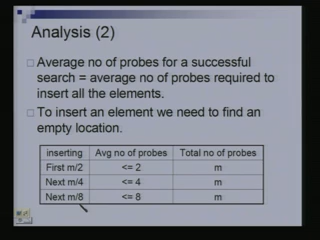 Analysis (2)
Average no of probes for a successful
search = average no of probes required to
insert all the elements.
To insert an element we need to find an
empty location.
inserting Avg no of probes Total no of probes
First m/2 <= 2 m
Next m/4 <= 4 m
Next m/8 <= 8 m